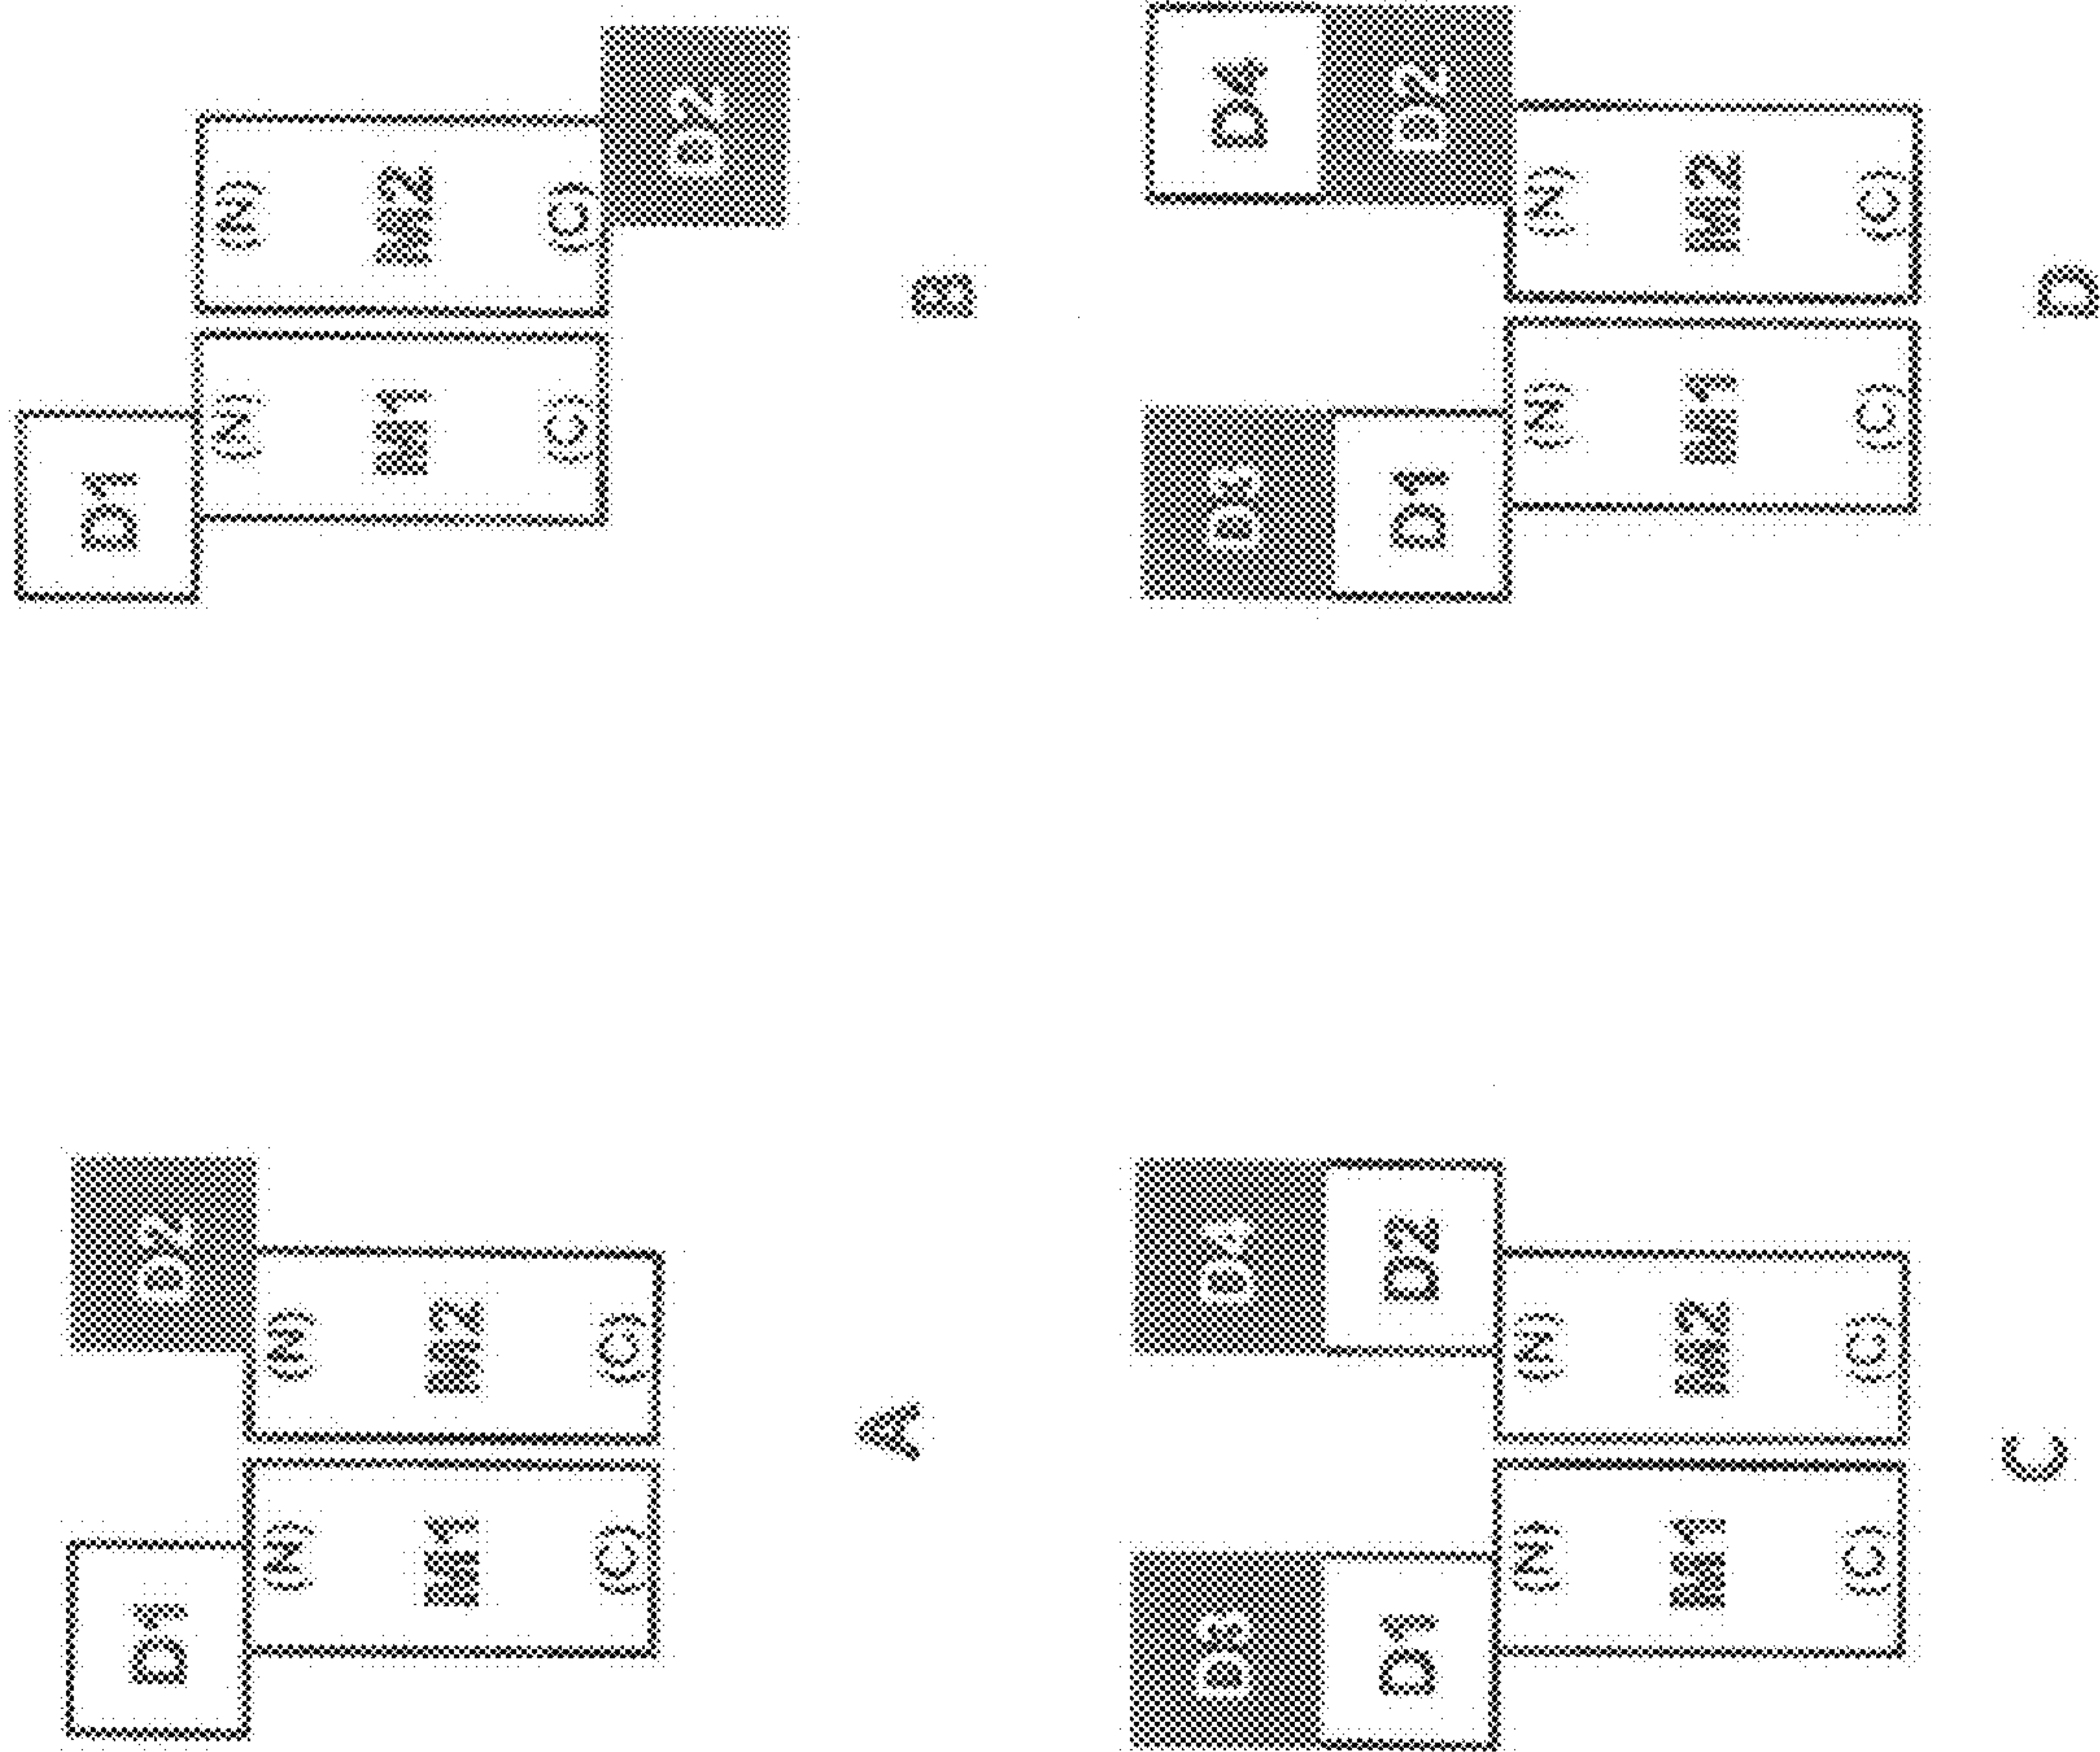 D1 D2
(N) (N)
M1 M2
(C) (C)
A
D1
(N) (N)
M1 M2
(C) (C)
D2
B
D3 D4
D1 D2
(N) (N)
M1 M2
(C) (C)
C
D3 D4
D1 D2
(N) (N)
M1 M2
(C) (C)
D